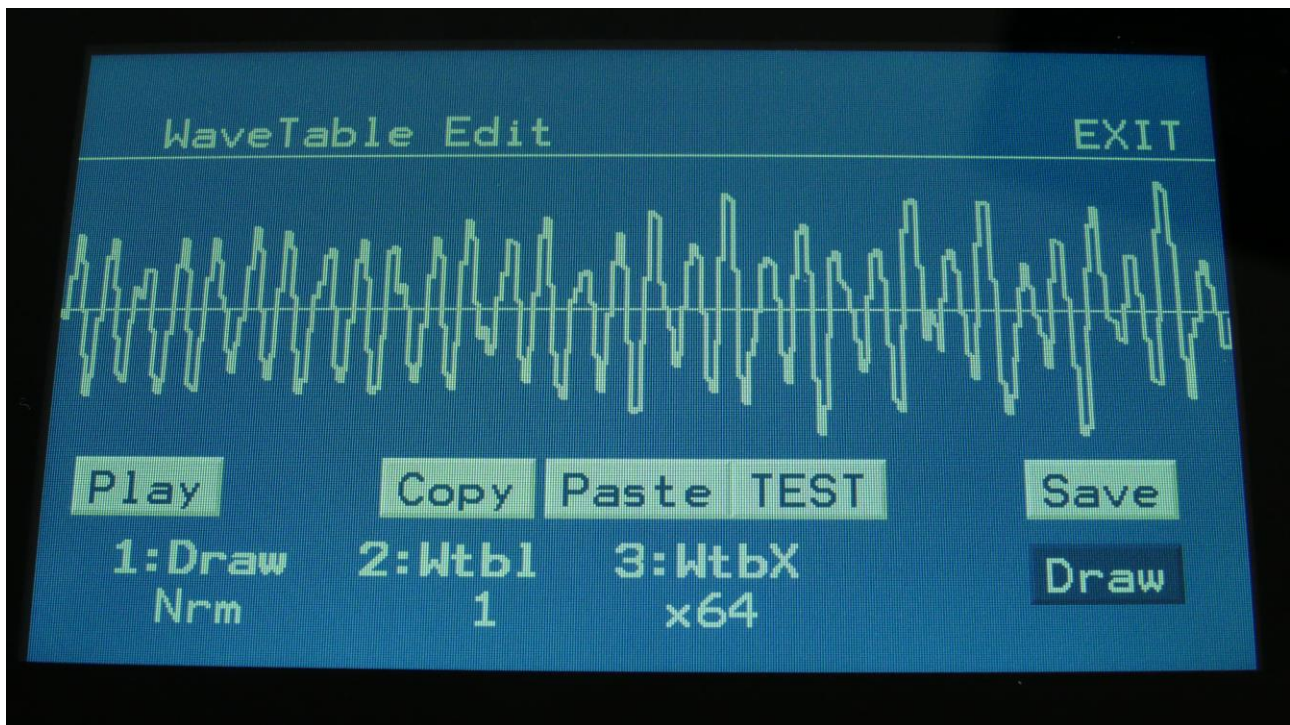 WaveTable Edit EXIT
Play Copy Paste TEST Save
1:Draw 2:Wtbl 3:WtbX Draw
Nrm 1 x64